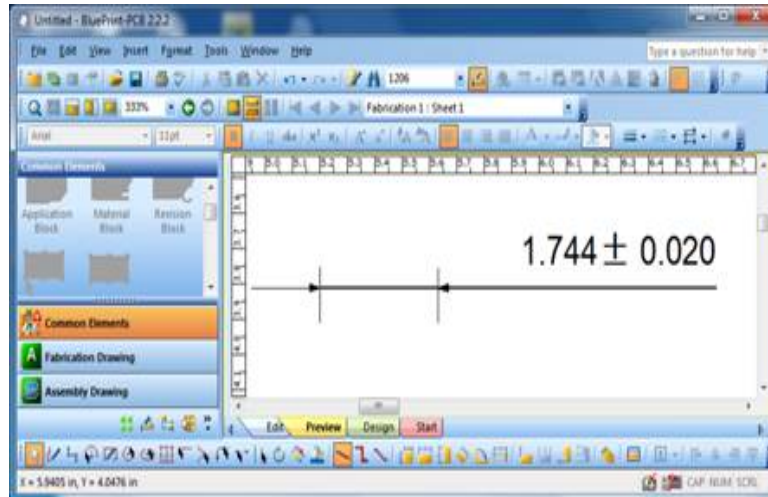 Untitled - BluePrint-PCB 2.2.2
File Edit View Insert Format Tools Window Help
Type a question for help
1206
333%
Fabrication 1 : Sheet 1
Arial
11pt
Common Elements
Application Block
Material Block
Revision Block
Common Elements
Fabrication Drawing
Assembly Drawing
1.744± 0.020
Edit Preview Design Start
X = 5.9405 in, Y = 4.0476 in
CAP NUM SCRL